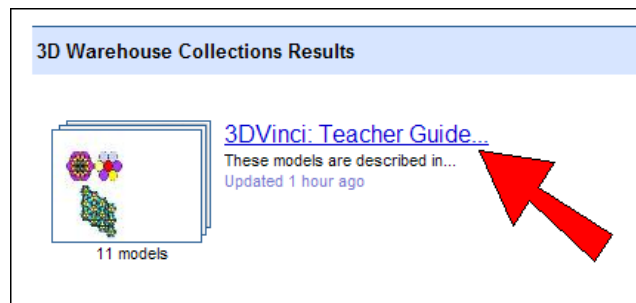 3D Warehouse Collections Results
3DVinci: Teacher Guide...
These models are described in...
Updated 1 hour ago
11 models